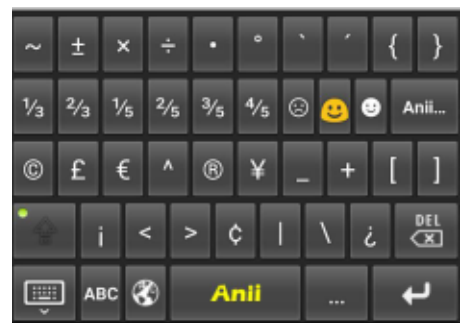 ~ ± × ÷ • ° ` ´ { }
⅓ ⅔ ⅕ ⅖ ⅗ ⅘ ☹ 🙂 ☻ Anii...
© £ € ^ ® ¥ _ + [ ]
¡ < > ¢ | \ ¿ DEL
ABC Anii ...